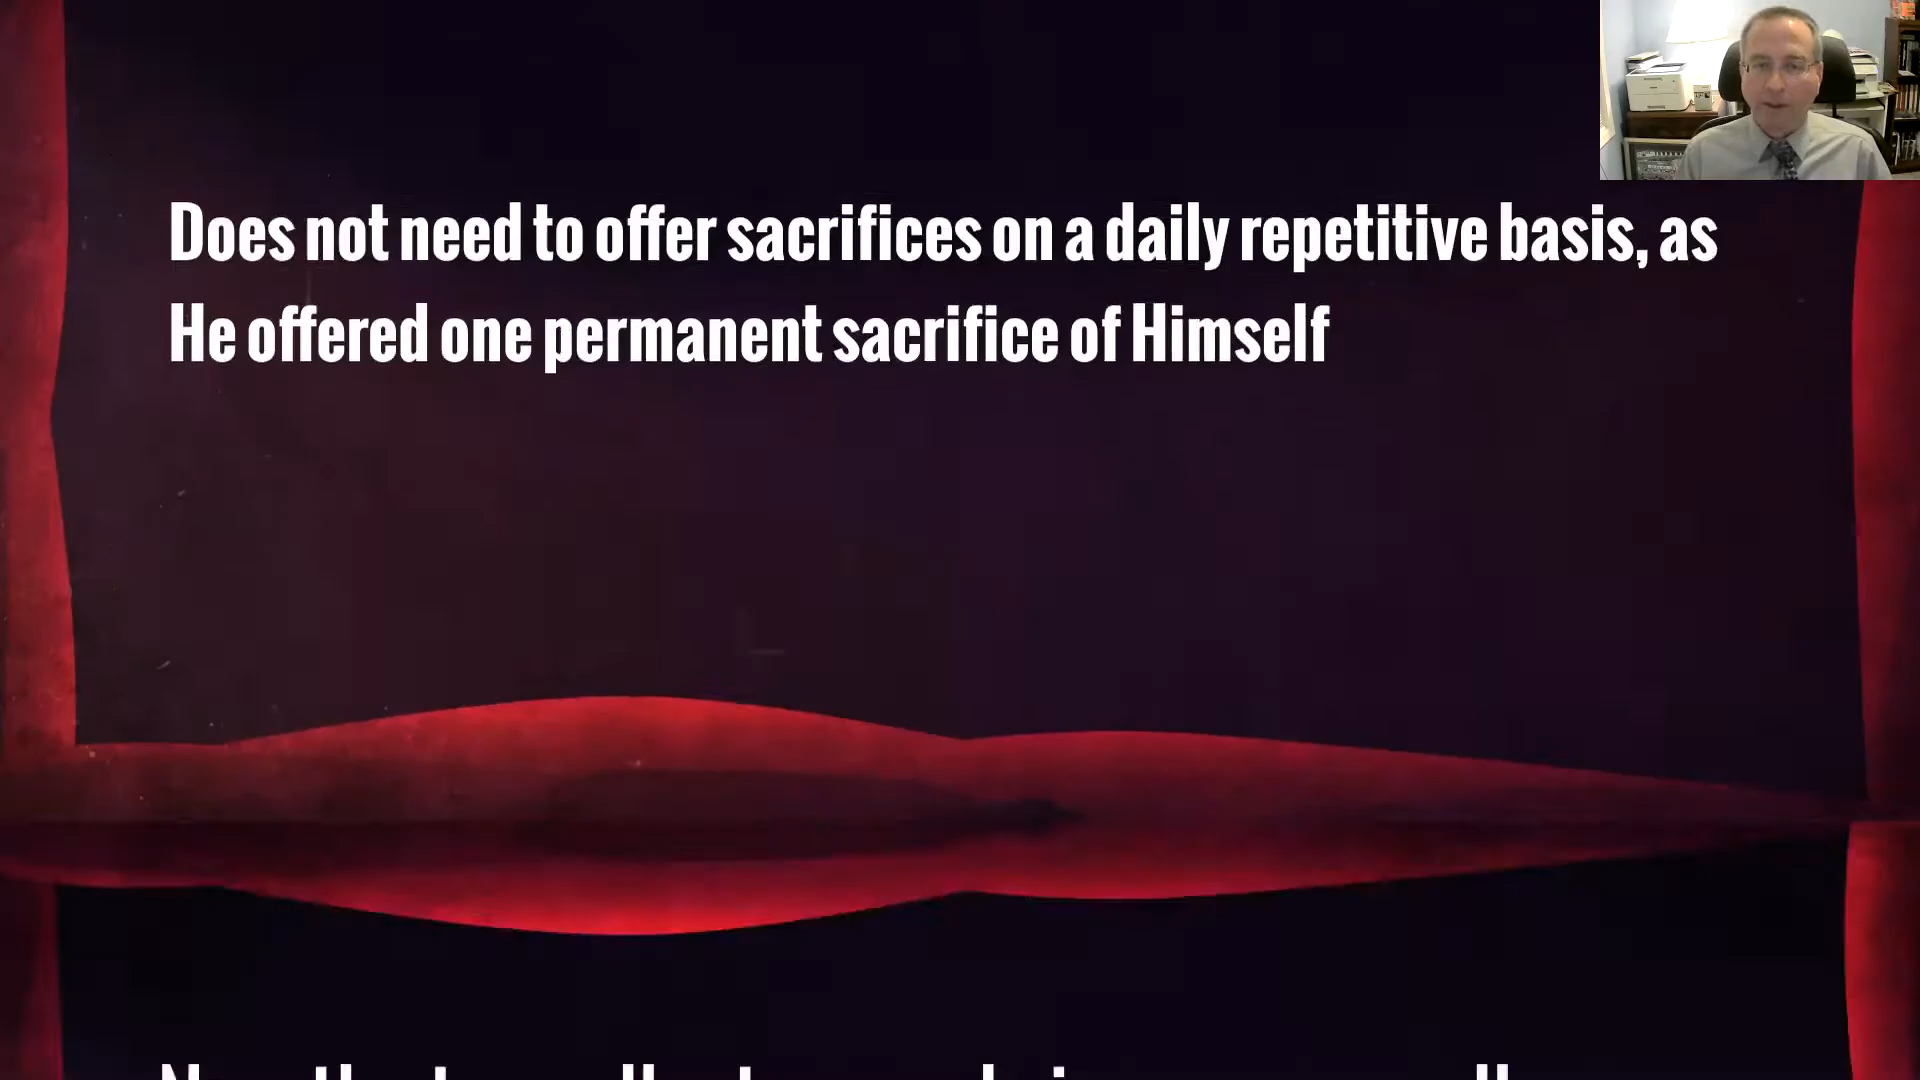 Does not need to offer sacrifices on a daily repetitive basis, as
He offered one permanent sacrifice of Himself